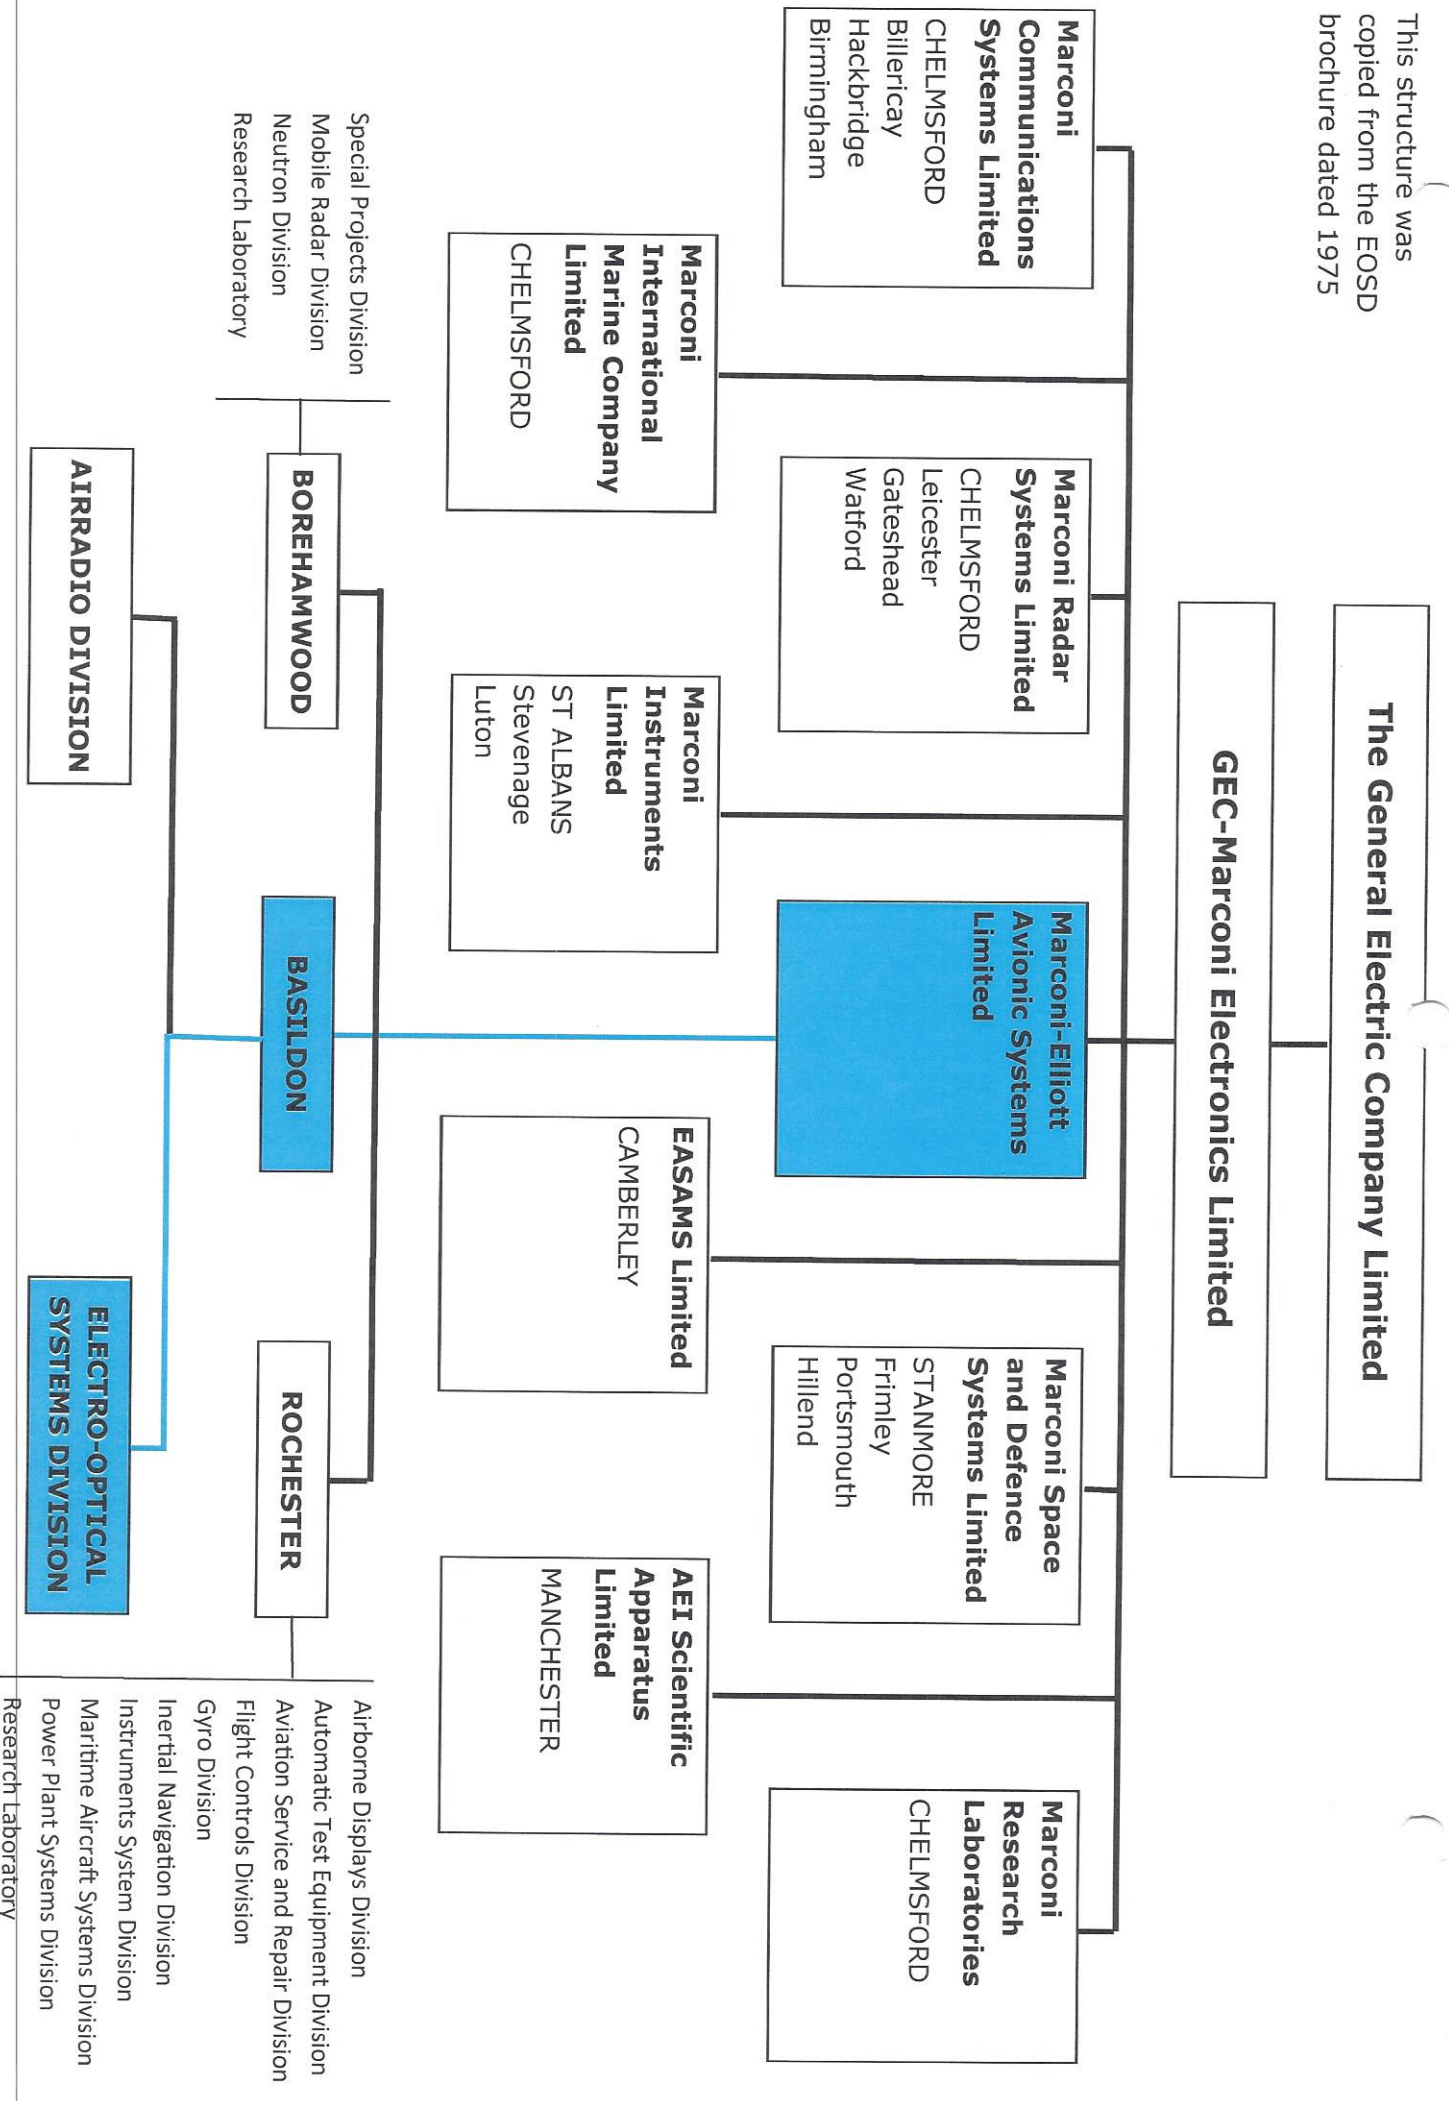 This structure was
copied from the EOSD
brochure dated 1975
The General Electric Company Limited
GEC-Marconi Electronics Limited
Marconi
Communications
Systems Limited
CHELMSFORD
Billericay
Hackbridge
Birmingham
Marconi Radar
Systems Limited
CHELMSFORD
Leicester
Gateshead
Watford
Marconi-Elliott
Avionic Systems
Limited
Marconi Space
and Defence
Systems Limited
STANMORE
Frimley
Portsmouth
Hillend
Marconi
Research
Laboratories
CHELMSFORD
Marconi
International
Marine Company
Limited
CHELMSFORD
Marconi
Instruments
Limited
ST ALBANS
Stevenage
Luton
EASAMS Limited
CAMBERLEY
AEI Scientific
Apparatus
Limited
MANCHESTER
Special Projects Division
Mobile Radar Division
Neutron Division
Research Laboratory
BOREHAMWOOD
BASILDON
ROCHESTER
Airborne Displays Division
Automatic Test Equipment Division
Aviation Service and Repair Division
Flight Controls Division
Gyro Division
Inertial Navigation Division
Instruments System Division
Maritime Aircraft Systems Division
Power Plant Systems Division
Research Laboratory
AIRRADIO DIVISION
ELECTRO-OPTICAL
SYSTEMS DIVISION